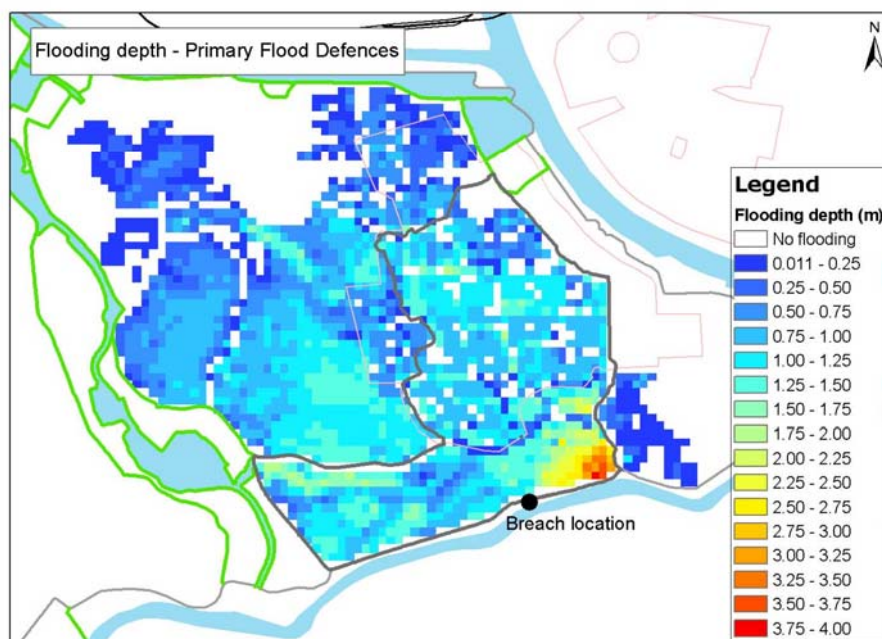 Flooding depth - Primary Flood Defences
N
Legend
Flooding depth (m)
No flooding
0.011 - 0.25
0.25 - 0.50
0.50 - 0.75
0.75 - 1.00
1.00 - 1.25
1.25 - 1.50
1.50 - 1.75
1.75 - 2.00
2.00 - 2.25
2.25 - 2.50
2.50 - 2.75
2.75 - 3.00
3.00 - 3.25
3.25 - 3.50
3.50 - 3.75
3.75 - 4.00
Breach location